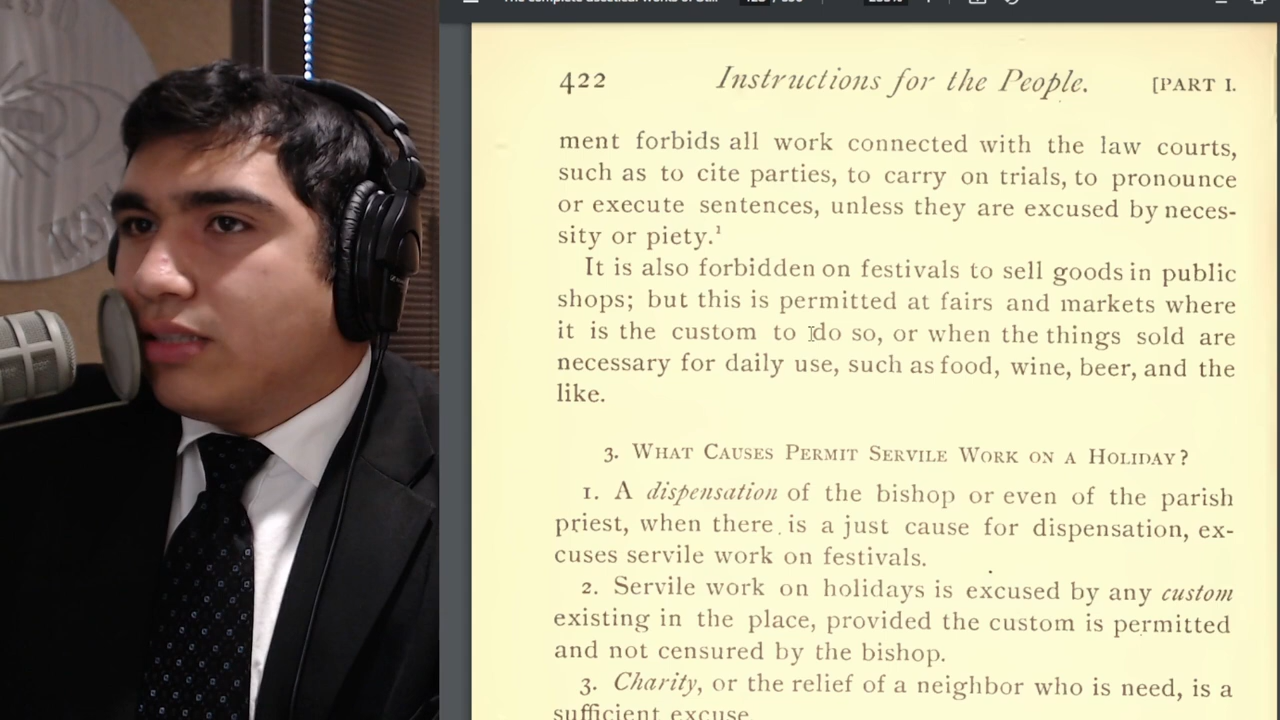 422 Instructions for the People. [PART I.
ment forbids all work connected with the law courts,
such as to cite parties, to carry on trials, to pronounce
or execute sentences, unless they are excused by neces-
sity or piety.¹
It is also forbidden on festivals to sell goods in public
shops; but this is permitted at fairs and markets where
it is the custom to do so, or when the things sold are
necessary for daily use, such as food, wine, beer, and the
like.
3. WHAT CAUSES PERMIT SERVILE WORK ON A HOLIDAY?
1. A dispensation of the bishop or even of the parish
priest, when there is a just cause for dispensation, ex-
cuses servile work on festivals.
2. Servile work on holidays is excused by any custom
existing in the place, provided the custom is permitted
and not censured by the bishop.
3. Charity, or the relief of a neighbor who is need, is a
sufficient excuse